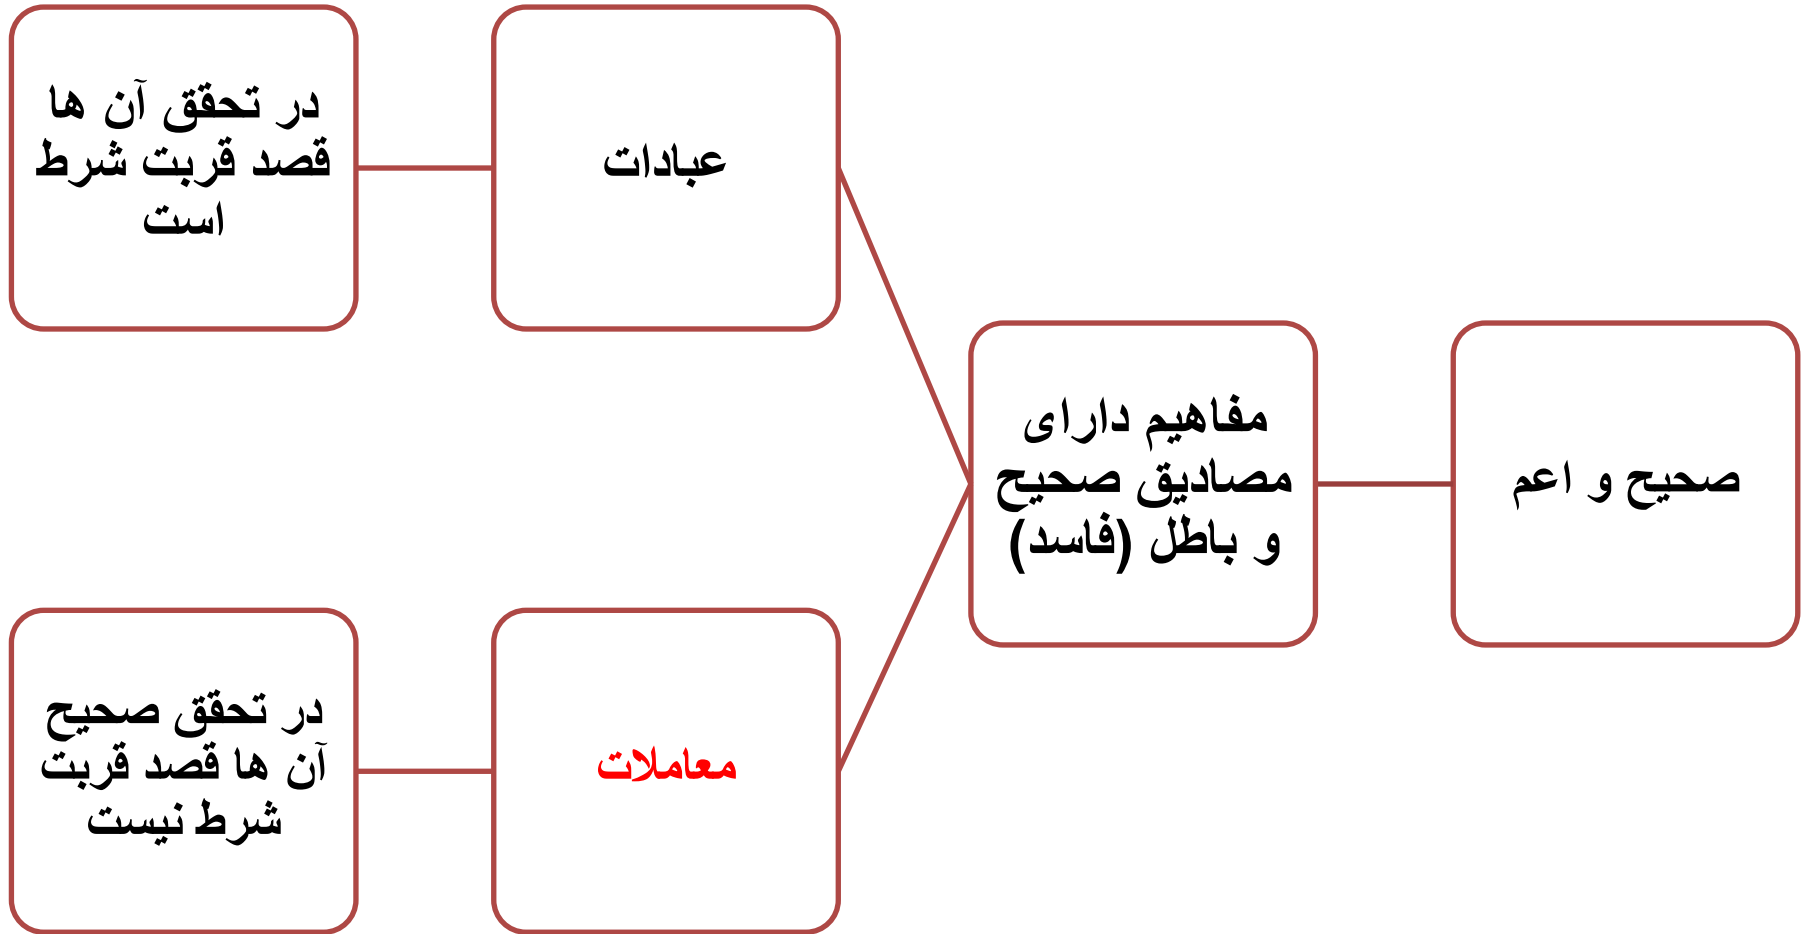 صحیح و اعم
مفاهیم دارای
مصادیق صحیح
و باطل (فاسد)
عبادات
در تحقق آن ها
قصد قربت شرط
است
معاملات
در تحقق صحیح
آن ها قصد قربت
شرط نیست